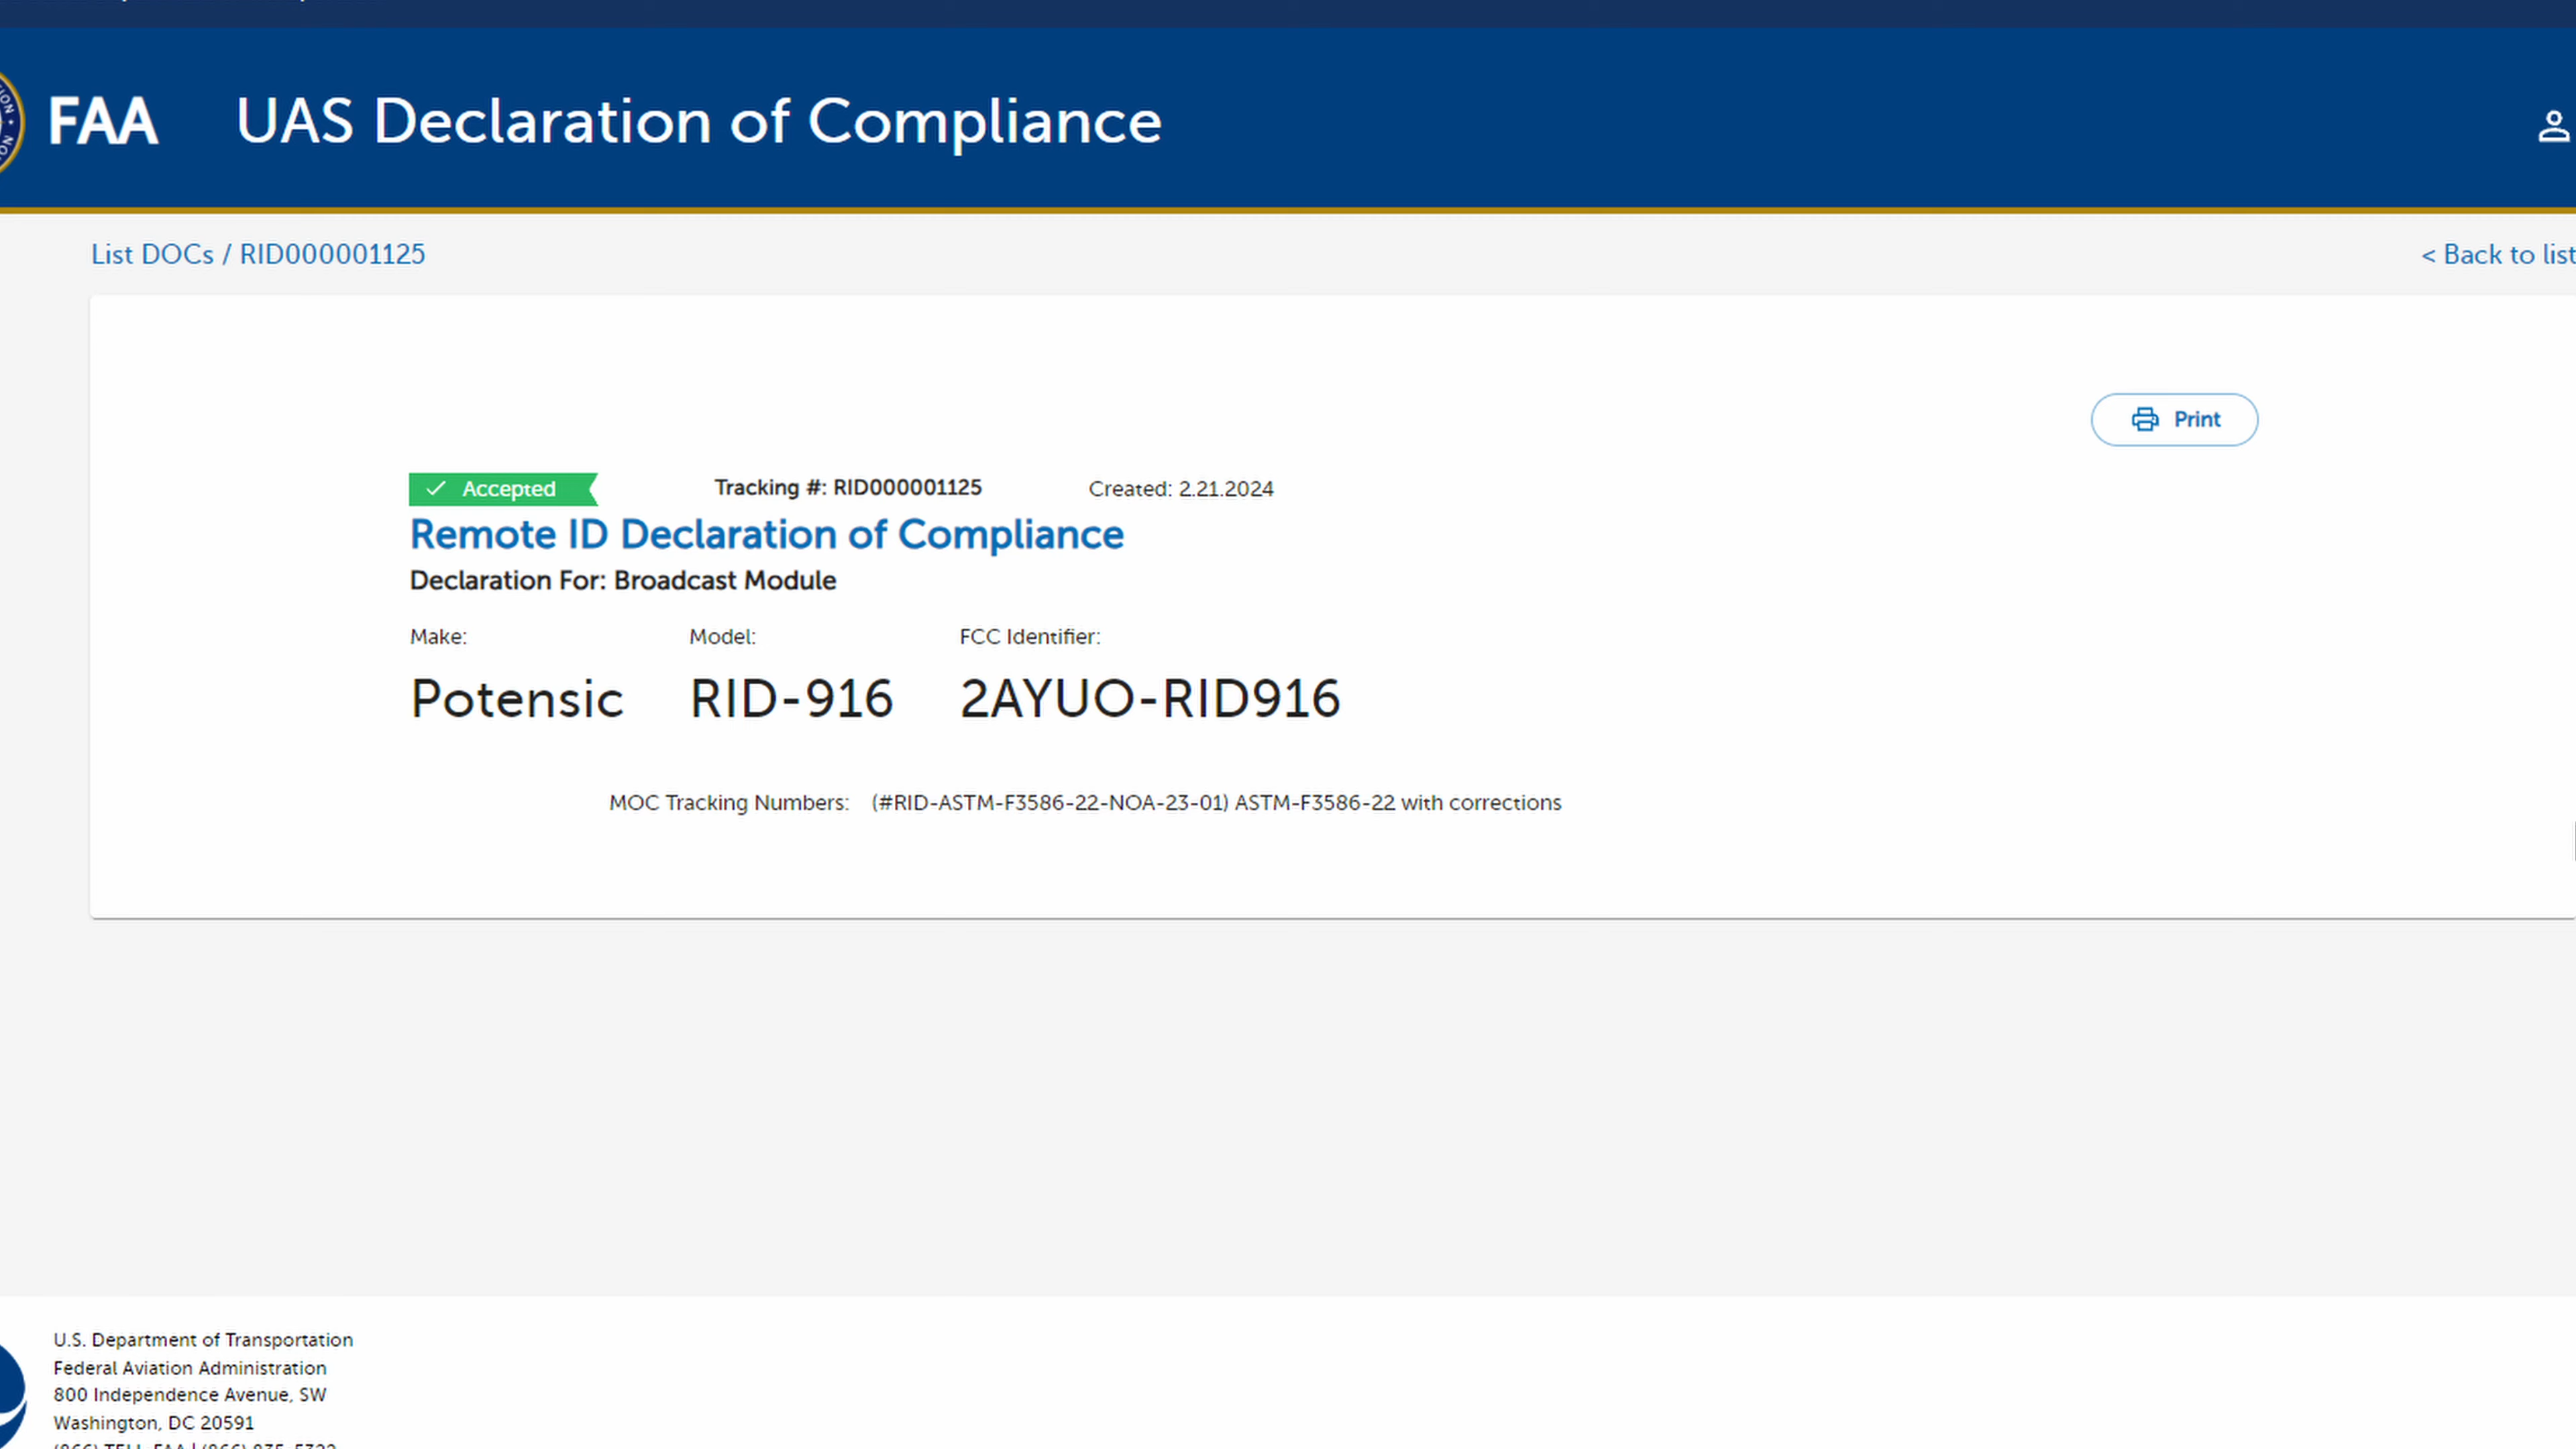 FAA UAS Declaration of Compliance
List DOCs / RID000001125 < Back to list
Print
Accepted Tracking #: RID000001125 Created: 2.21.2024
Remote ID Declaration of Compliance
Declaration For: Broadcast Module
Make: Model: FCC Identifier:
Potensic RID-916 2AYUO-RID916
MOC Tracking Numbers: (#RID-ASTM-F3586-22-NOA-23-01) ASTM-F3586-22 with corrections
U.S. Department of Transportation
Federal Aviation Administration
800 Independence Avenue, SW
Washington, DC 20591